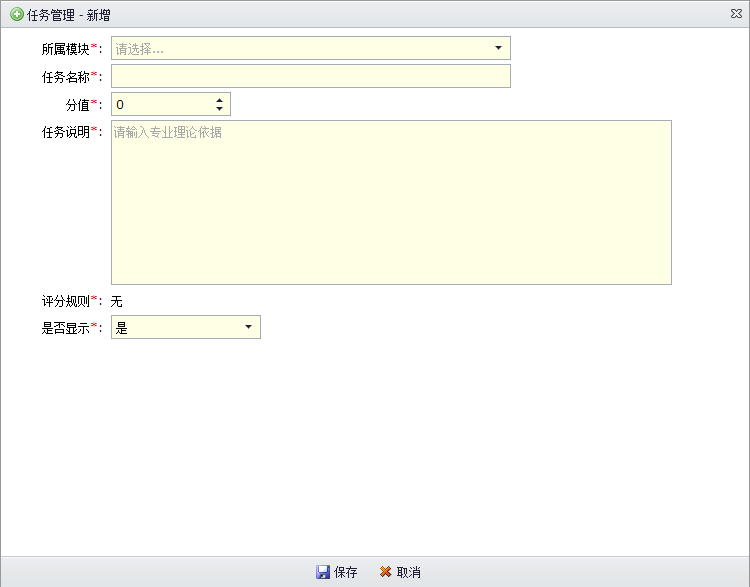 任务管理 - 新增
所属模块*: 请选择...
任务名称*:
分值*: 0
任务说明*: 请输入专业理论依据
评分规则*: 无
是否显示*: 是
保存 取消